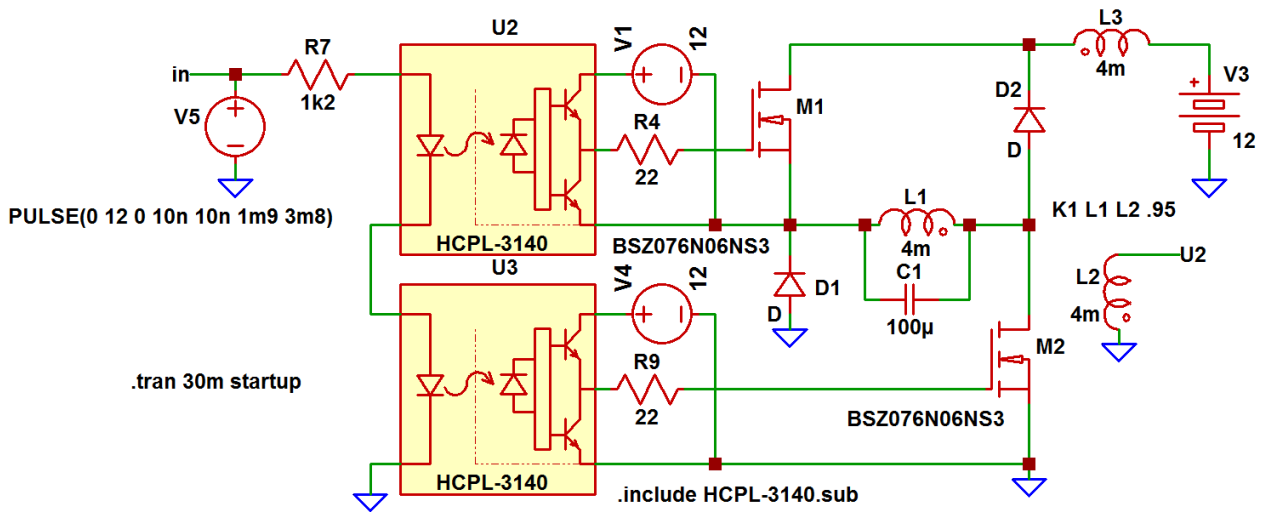 U2
V1
12
L3
4m
in
R7
1k2
V5
M1
D2
D
V3
12
R4
22
PULSE(0 12 0 10n 10n 1m9 3m8)
HCPL-3140
BSZ076N06NS3
L1
4m
C1
100µ
K1 L1 L2 .95
U3
V4
12
D1
D
L2
4m
U2
R9
22
M2
BSZ076N06NS3
.tran 30m startup
HCPL-3140
.include HCPL-3140.sub
+
−
+
−
+
−
+